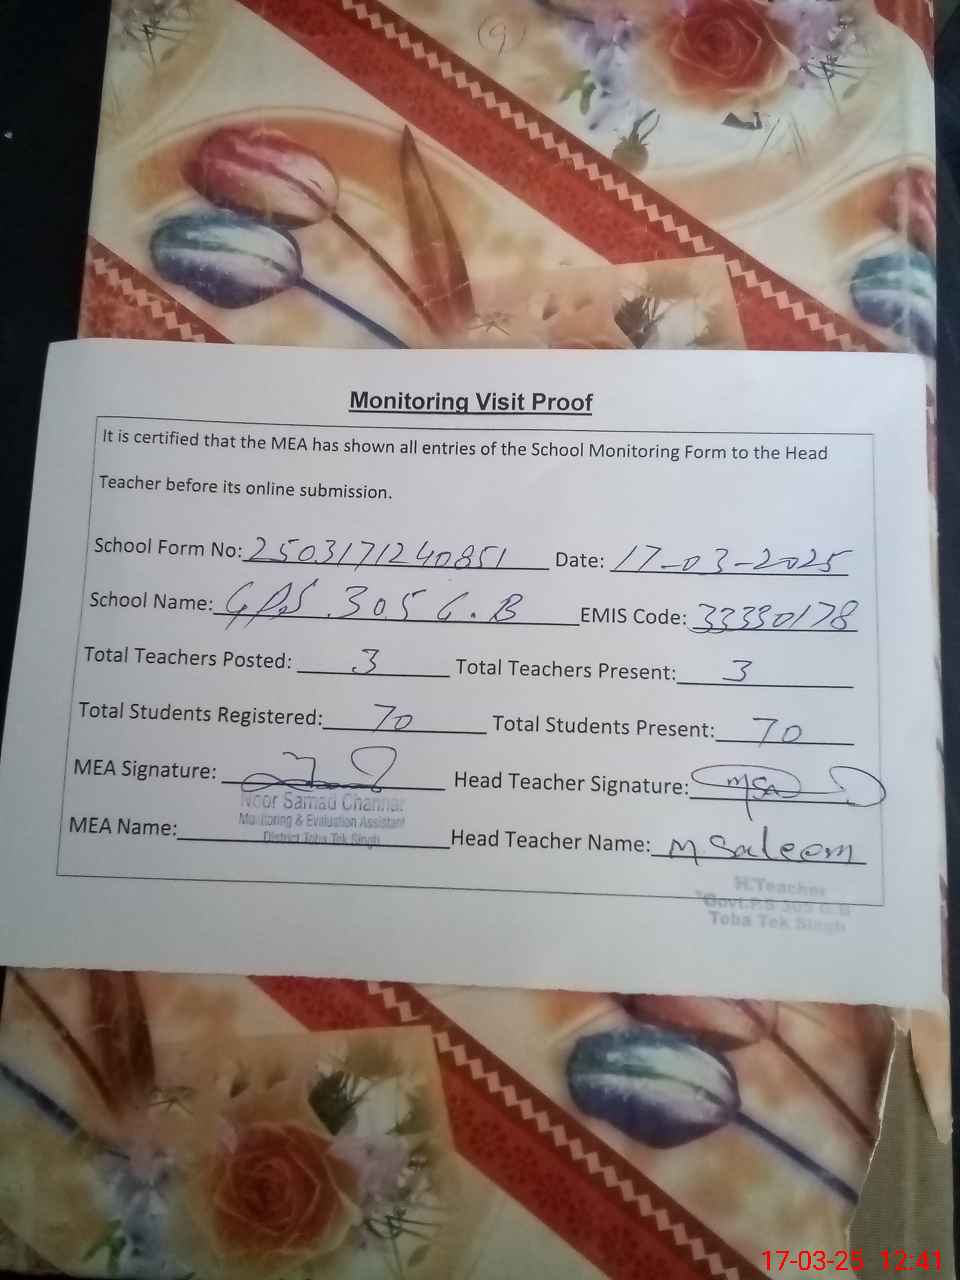 9
Monitoring Visit Proof
It is certified that the MEA has shown all entries of the School Monitoring Form to the Head
Teacher before its online submission.
School Form No: 2503171240851 Date: 17-03-2025
School Name: GPS 305 G.B EMIS Code: 33330178
Total Teachers Posted: 3 Total Teachers Present: 3
Total Students Registered: 70 Total Students Present: 70
MEA Signature: Head Teacher Signature: MSa
Noor Samad Channar
Monitoring & Evaluation Assistant
District Toba Tek Singh
MEA Name: Head Teacher Name: M Saleem
H.Teacher
Govt.P.S 305 G.B
Toba Tek Singh
17-03-25 12:41